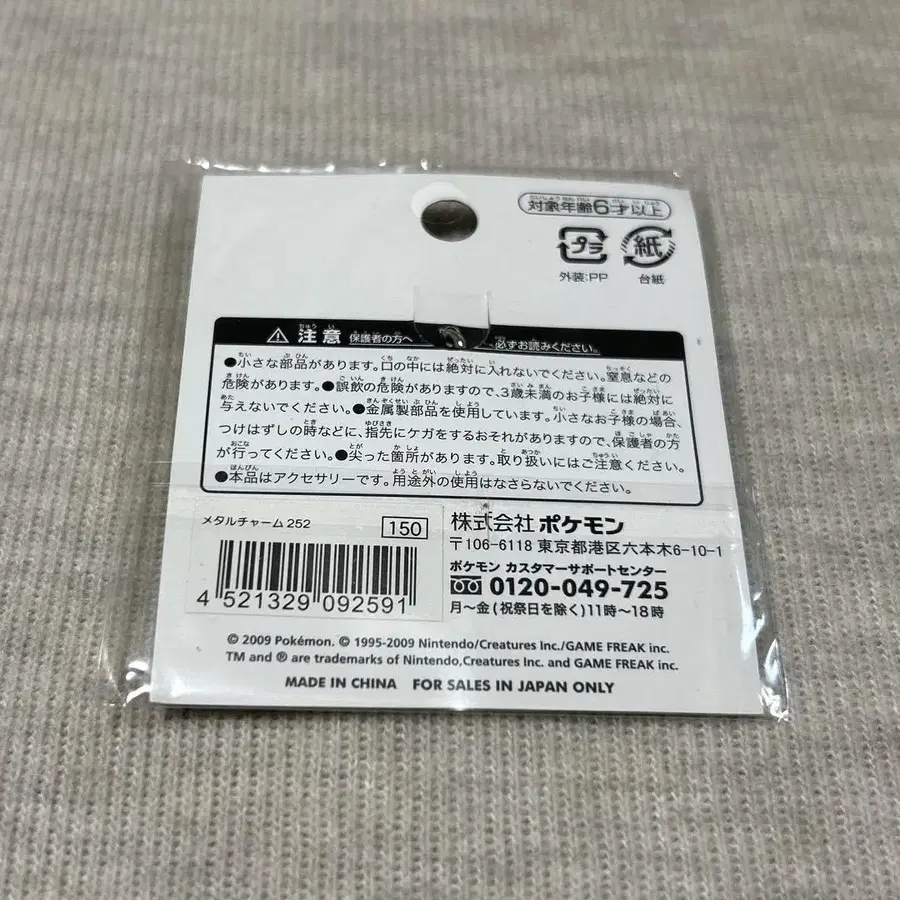 対象年齢6才以上
プラ 紙
外装:PP 台紙
注意 保護者の方へ 必ずお読みください。
●小さな部品があります。口の中には絶対に入れないでください。窒息などの
危険があります。●誤飲の危険がありますので、3歳未満のお子様には絶対に
与えないでください。●金属製部品を使用しています。小さなお子様の場合、
つけはずしの時などに、指先にケガをするおそれがありますので、保護者の方
が行ってください。●尖った箇所があります。取り扱いにはご注意ください。
●本品はアクセサリーです。用途外の使用はなさらないでください。
メタルチャーム 252 150
4 521329 092591
株式会社 ポケモン
〒106-6118 東京都港区六本木6-10-1
ポケモン カスタマーサポートセンター
0120-049-725
月～金(祝祭日を除く)11時～18時
© 2009 Pokémon. © 1995-2009 Nintendo/Creatures Inc./GAME FREAK inc.
TM and ® are trademarks of Nintendo,Creatures Inc. and GAME FREAK inc.
MADE IN CHINA FOR SALES IN JAPAN ONLY